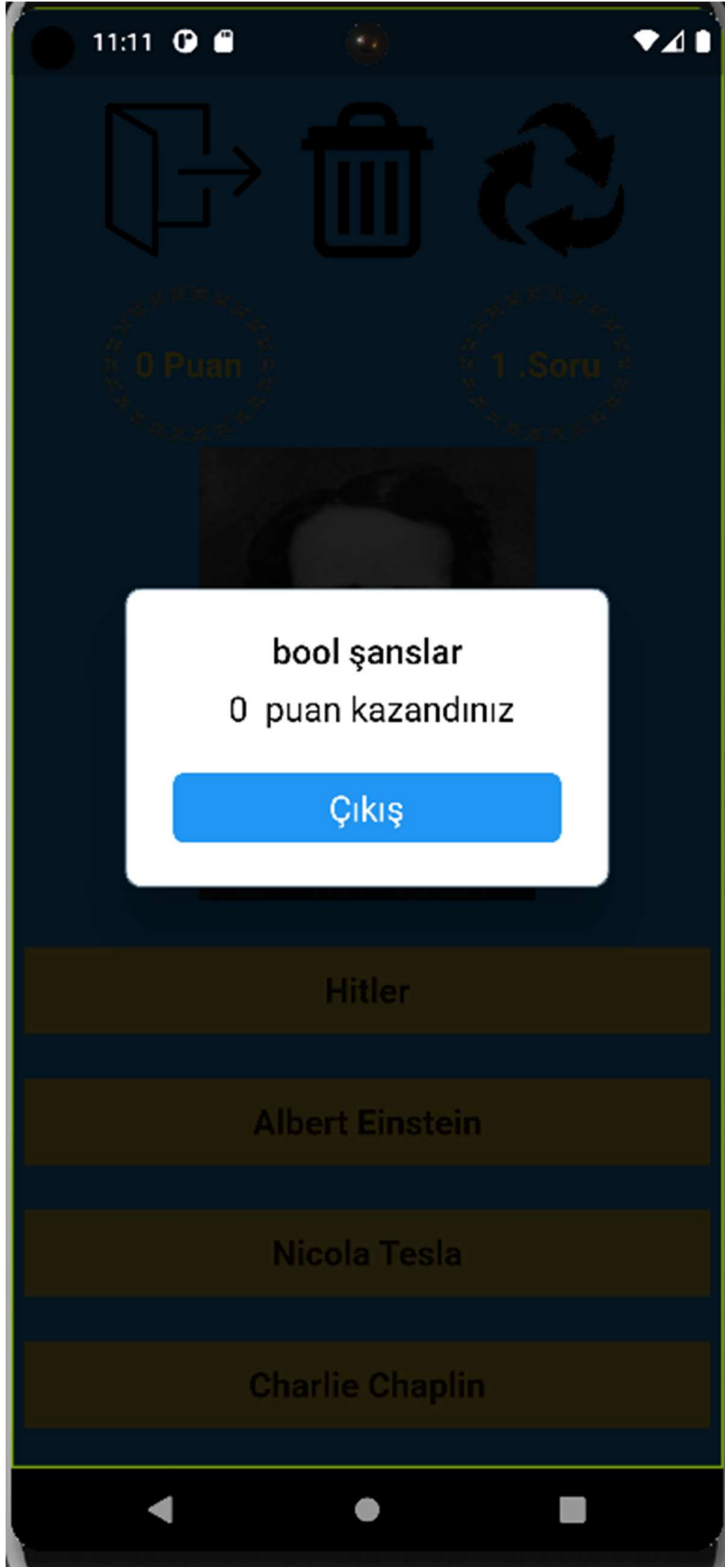 11:11
0 Puan
1 .Soru
bool şanslar
0 puan kazandınız
Çıkış
Hitler
Albert Einstein
Nicola Tesla
Charlie Chaplin